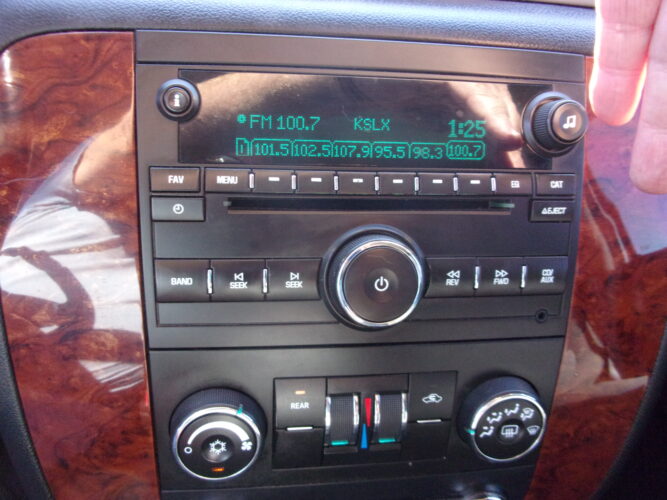 i
FM 100.7 KSLX 1:25
1 101.5 102.5 107.9 95.5 98.3 100.7
FAV MENU EQ CAT
EJECT
BAND SEEK SEEK REV FWD CD/
AUX
REAR